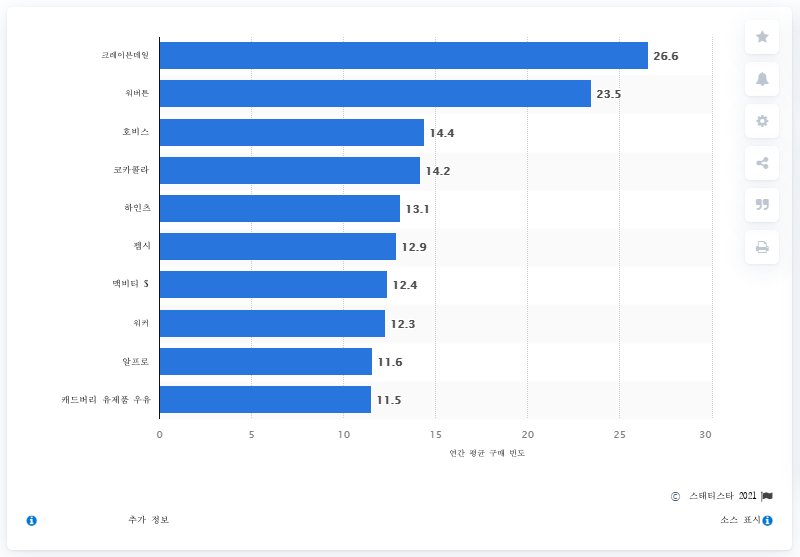 크레이븐데일 26.6
워버튼 23.5
호비스 14.4
코카콜라 14.2
하인츠 13.1
펩시 12.9
맥비티 S 12.4
워커 12.3
알프로 11.6
캐드버리 유제품 우유 11.5
0 5 10 15 20 25 30
연간 평균 구매 빈도
© 스태티스타 2021
추가 정보
소스 표시